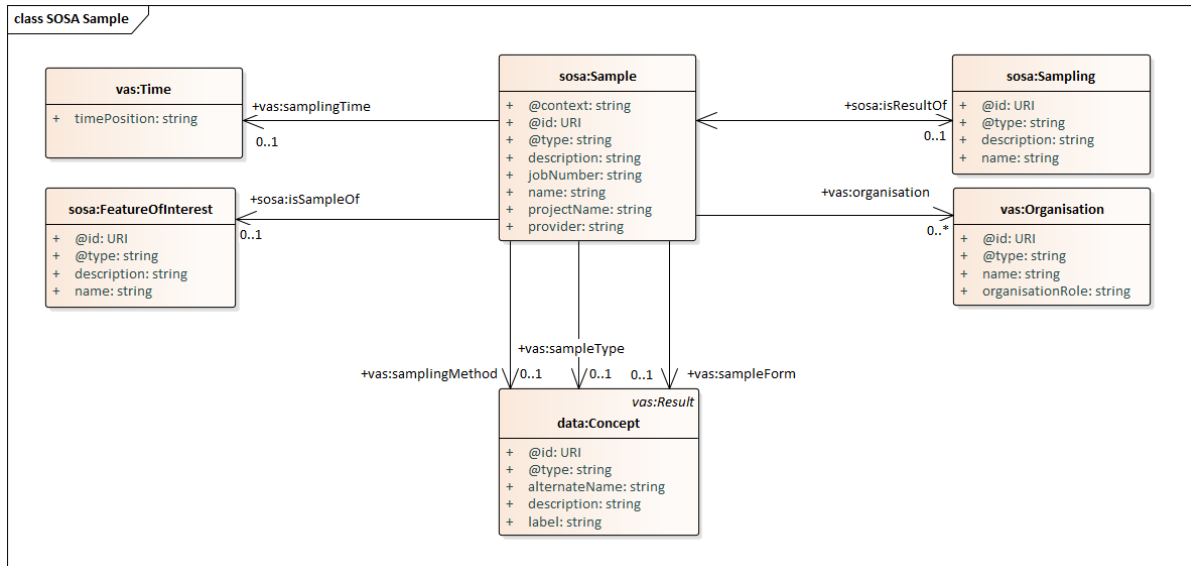 class SOSA Sample
vas:Time
+ timePosition: string
+vas:samplingTime
0..1
sosa:Sample
+ @context: string
+ @id: URI
+ @type: string
+ description: string
+ jobNumber: string
+ name: string
+ projectName: string
+ provider: string
+sosa:isResultOf
0..1
sosa:Sampling
+ @id: URI
+ @type: string
+ description: string
+ name: string
sosa:FeatureOfInterest
+ @id: URI
+ @type: string
+ description: string
+ name: string
+sosa:isSampleOf
0..1
+vas:organisation
0..*
vas:Organisation
+ @id: URI
+ @type: string
+ name: string
+ organisationRole: string
+vas:sampleType
+vas:samplingMethod
0..1
0..1
0..1
+vas:sampleForm
vas:Result
data:Concept
+ @id: URI
+ @type: string
+ alternateName: string
+ description: string
+ label: string